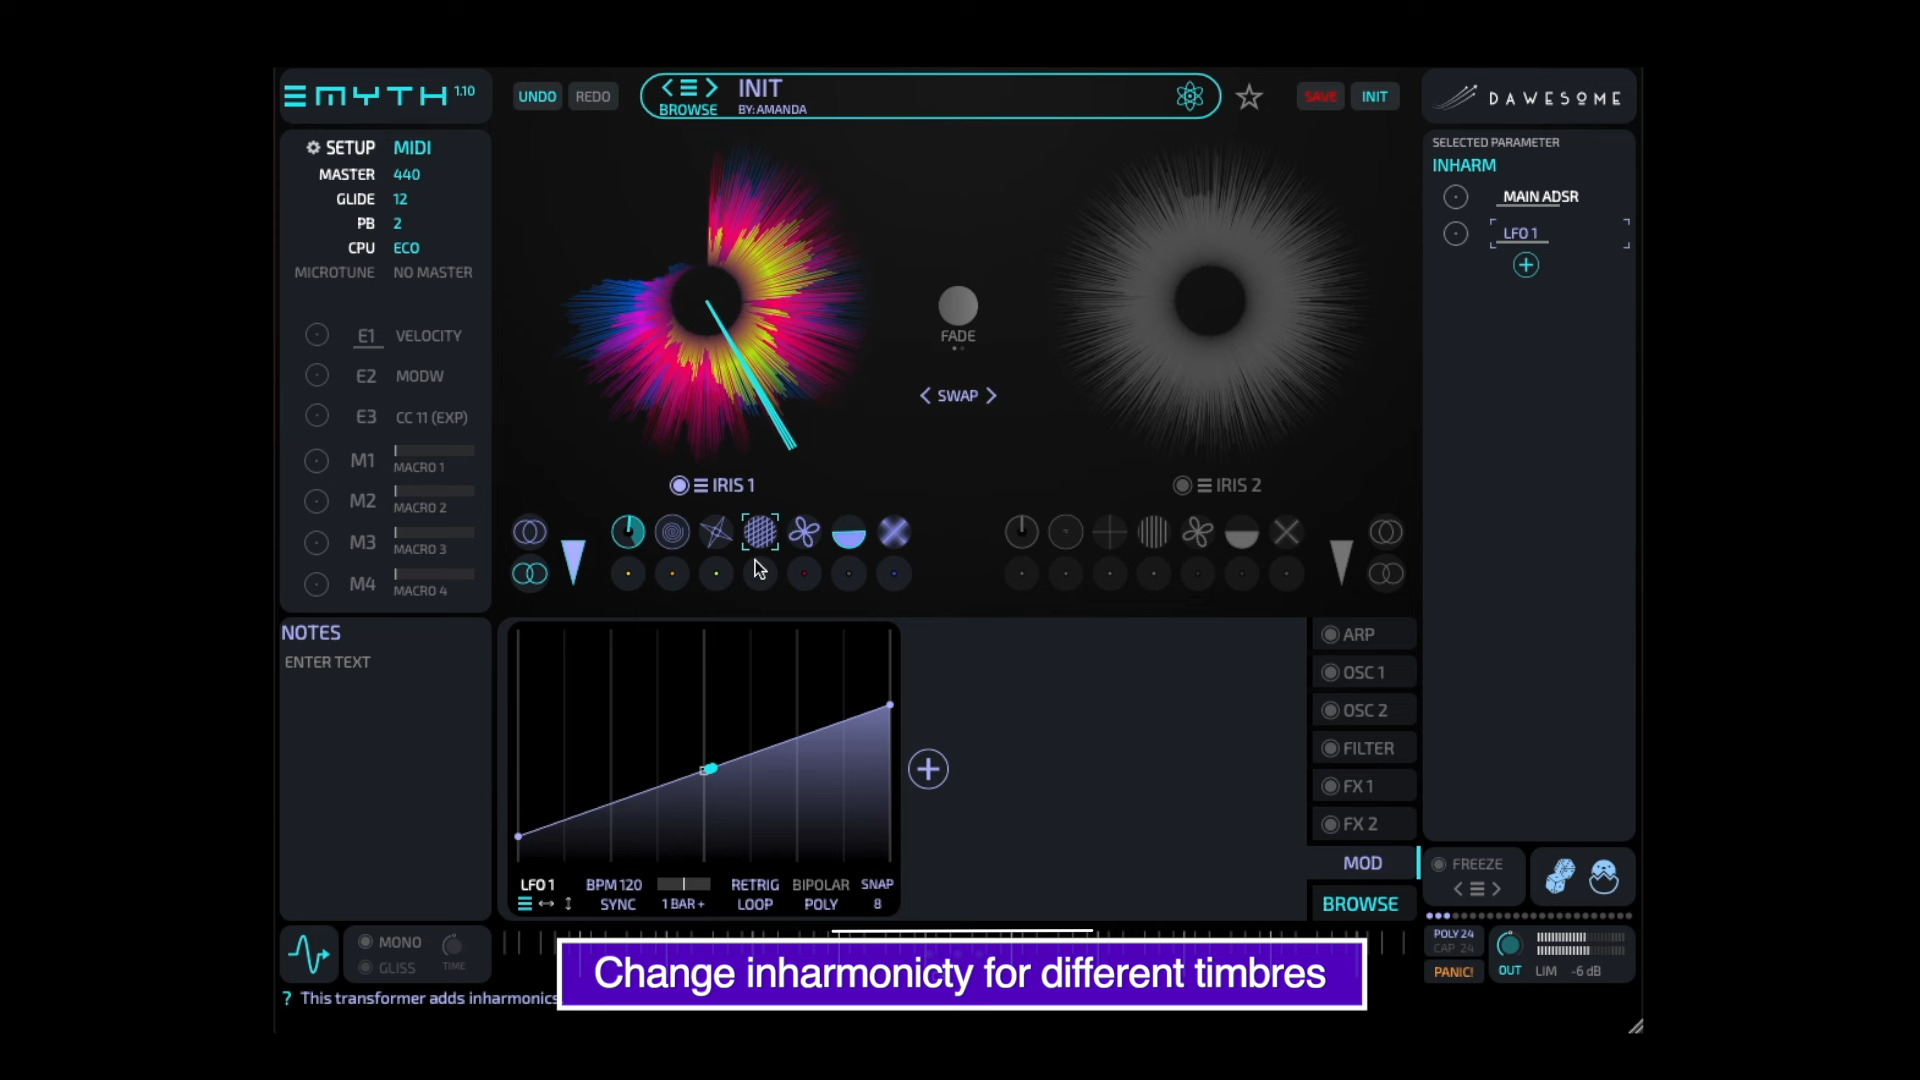 MYTH 1.10
UNDO REDO
BROWSE
INIT
BY: AMANDA
SAVE INIT
DAWESOME
SETUP MIDI
MASTER 440
GLIDE 12
PB 2
CPU ECO
MICROTUNE NO MASTER
E1 VELOCITY
E2 MODW
E3 CC 11 (EXP)
M1 MACRO 1
M2 MACRO 2
M3 MACRO 3
M4 MACRO 4
FADE
< SWAP >
IRIS 1
IRIS 2
SELECTED PARAMETER
INHARM
MAIN ADSR
LFO 1
NOTES
ENTER TEXT
LFO 1 BPM 120 RETRIG BIPOLAR SNAP
SYNC 1 BAR + LOOP POLY 8
ARP
OSC 1
OSC 2
FILTER
FX 1
FX 2
MOD
BROWSE
FREEZE
MONO
GLISS
TIME
POLY 24
CAP 24
PANIC!
OUT LIM -6 dB
? This transformer adds inharmonics
Change inharmonicty for different timbres